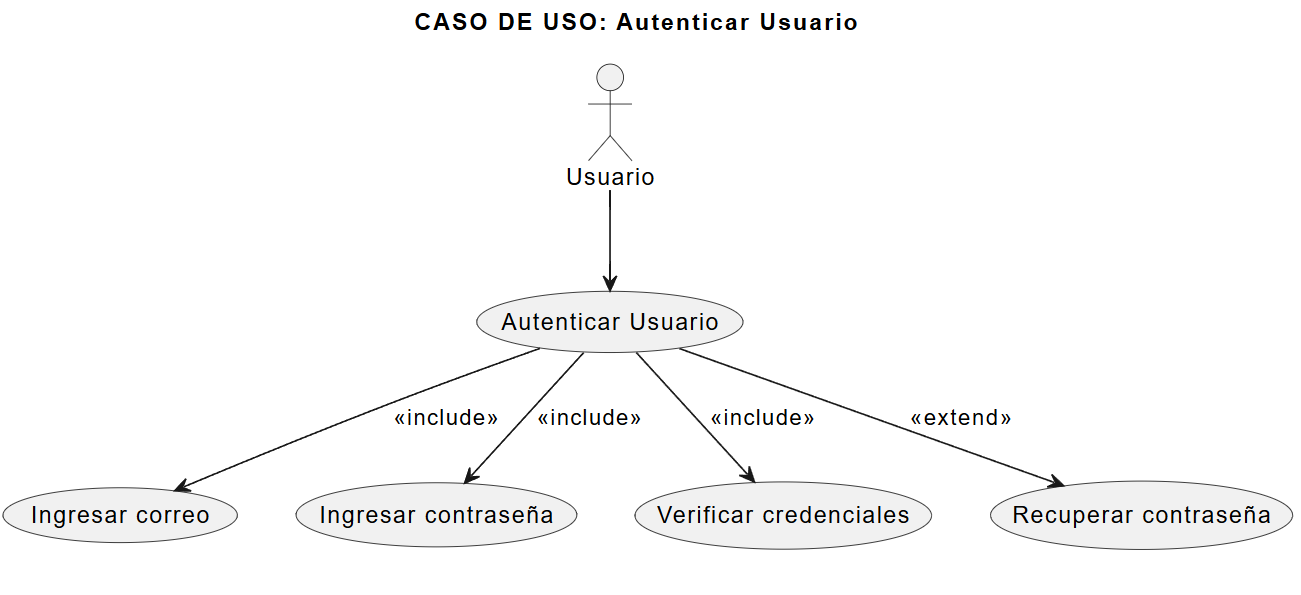 CASO DE USO: Autenticar Usuario
Usuario
Autenticar Usuario
«include» «include» «include» «extend»
Ingresar correo Ingresar contraseña Verificar credenciales Recuperar contraseña